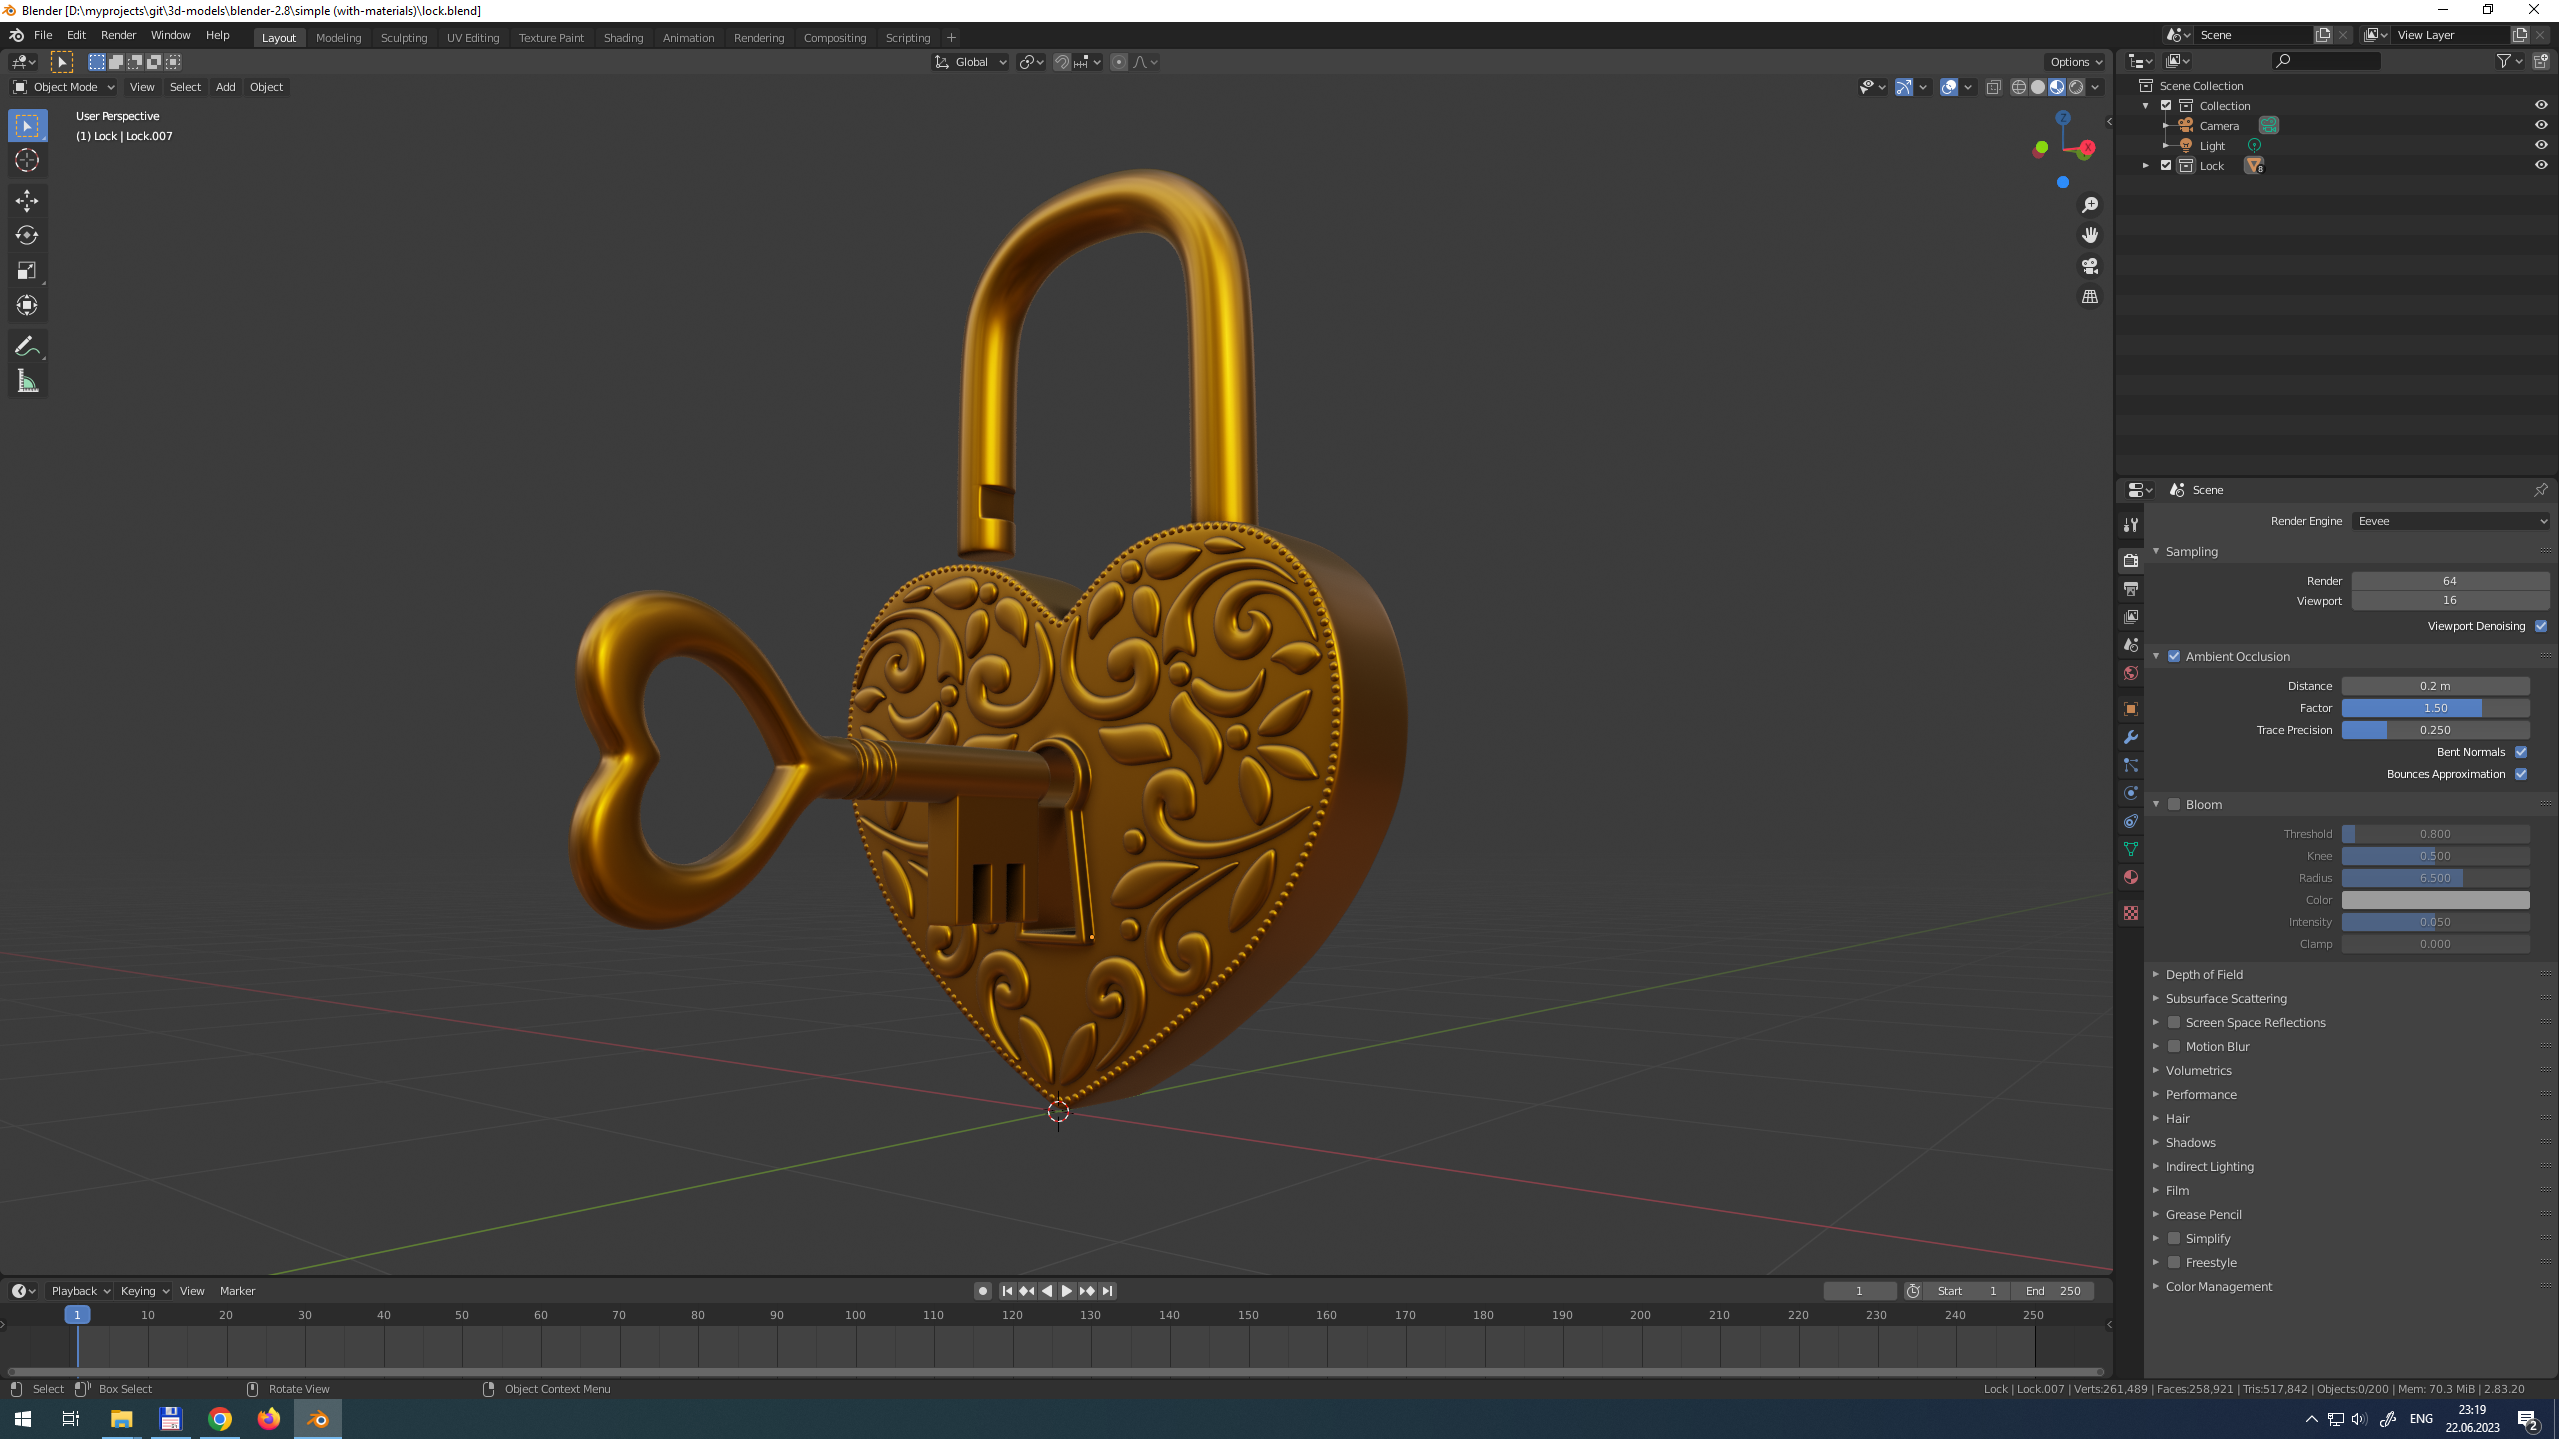 Blender [D:\myprojects\git\3d-models\blender-2.8\simple (with-materials)\lock.blend]
File Edit Render Window Help Layout Modeling Sculpting UV Editing Texture Paint Shading Animation Rendering Compositing Scripting + Scene View Layer
Global Options
Object Mode View Select Add Object
User Perspective
(1) Lock | Lock.007
Z
X
Scene Collection
Collection
Camera
Light
Lock 8
Scene
Render Engine Eevee
Sampling
Render 64
Viewport 16
Viewport Denoising
Ambient Occlusion
Distance 0.2 m
Factor 1.50
Trace Precision 0.250
Bent Normals
Bounces Approximation
Bloom
Threshold 0.800
Knee 0.500
Radius 6.500
Color
Intensity 0.050
Clamp 0.000
Depth of Field
Subsurface Scattering
Screen Space Reflections
Motion Blur
Volumetrics
Performance
Hair
Shadows
Indirect Lighting
Film
Grease Pencil
Simplify
Freestyle
Color Management
Playback Keying View Marker 1 Start 1 End 250
1 10 20 30 40 50 60 70 80 90 100 110 120 130 140 150 160 170 180 190 200 210 220 230 240 250
Select Box Select Rotate View Object Context Menu Lock | Lock.007 | Verts:261,489 | Faces:258,921 | Tris:517,842 | Objects:0/200 | Mem: 70.3 MiB | 2.83.20
ENG 23:19
22.06.2023 2